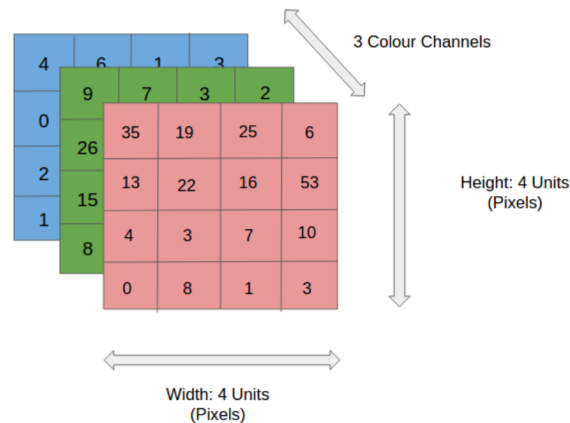 3 Colour Channels
4 6 1 3
9 7 3 2
35 19 25 6
0
26
13 22 16 53
Height: 4 Units
(Pixels)
2
15
4 3 7 10
1
8
0 8 1 3
Width: 4 Units
(Pixels)